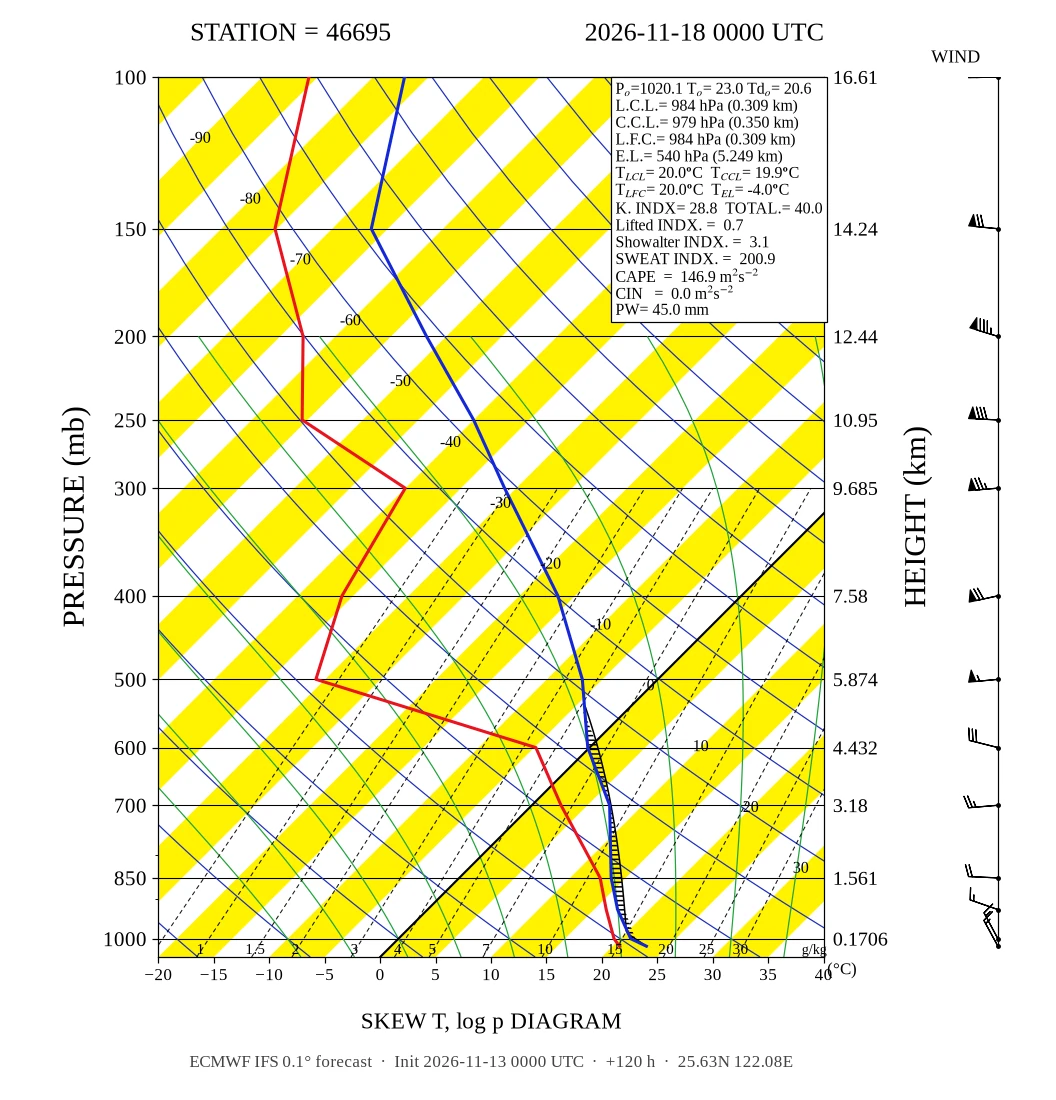 STATION = 46695 2026-11-18 0000 UTC
WIND
100 16.61
Pₒ=1020.1 Tₒ= 23.0 Tdₒ= 20.6
L.C.L.= 984 hPa (0.309 km)
C.C.L.= 979 hPa (0.350 km)
L.F.C.= 984 hPa (0.309 km)
E.L.= 540 hPa (5.249 km)
T_LCL= 20.0°C T_CCL= 19.9°C
T_LFC= 20.0°C T_EL= -4.0°C
K. INDX= 28.8 TOTAL.= 40.0
Lifted INDX. = 0.7
Showalter INDX. = 3.1
SWEAT INDX. = 200.9
CAPE = 146.9 m²s⁻²
CIN = 0.0 m²s⁻²
PW= 45.0 mm
-90
-80
150 14.24
-70
-60
200 12.44
-50
250 10.95
-40
300 9.685
-30
PRESSURE (mb)
HEIGHT (km)
-20
400 7.58
-10
500 0 5.874
600 10 4.432
700 20 3.18
850 30 1.561
1000 0.1706
1 1.5 2 3 4 5 7 10 15 20 25 30 g/kg
−20 −15 −10 −5 0 5 10 15 20 25 30 35 40 (°C)
SKEW T, log p DIAGRAM
ECMWF IFS 0.1° forecast · Init 2026-11-13 0000 UTC · +120 h · 25.63N 122.08E